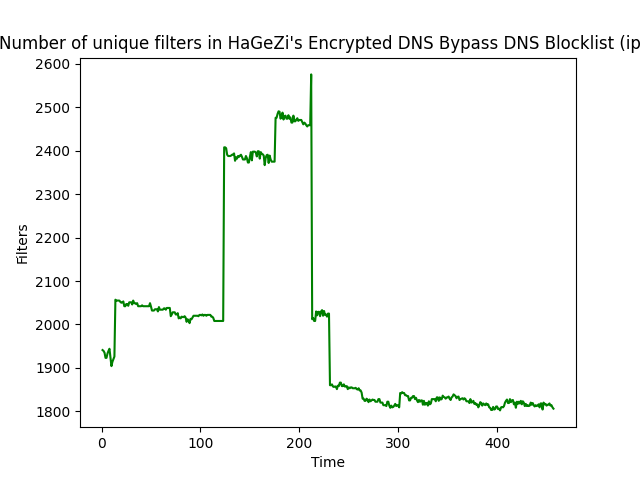 Number of unique filters in HaGeZi's Encrypted DNS Bypass DNS Blocklist (ip
2600
2500
2400
2300
2200
2100
2000
1900
1800
Filters
0 100 200 300 400
Time